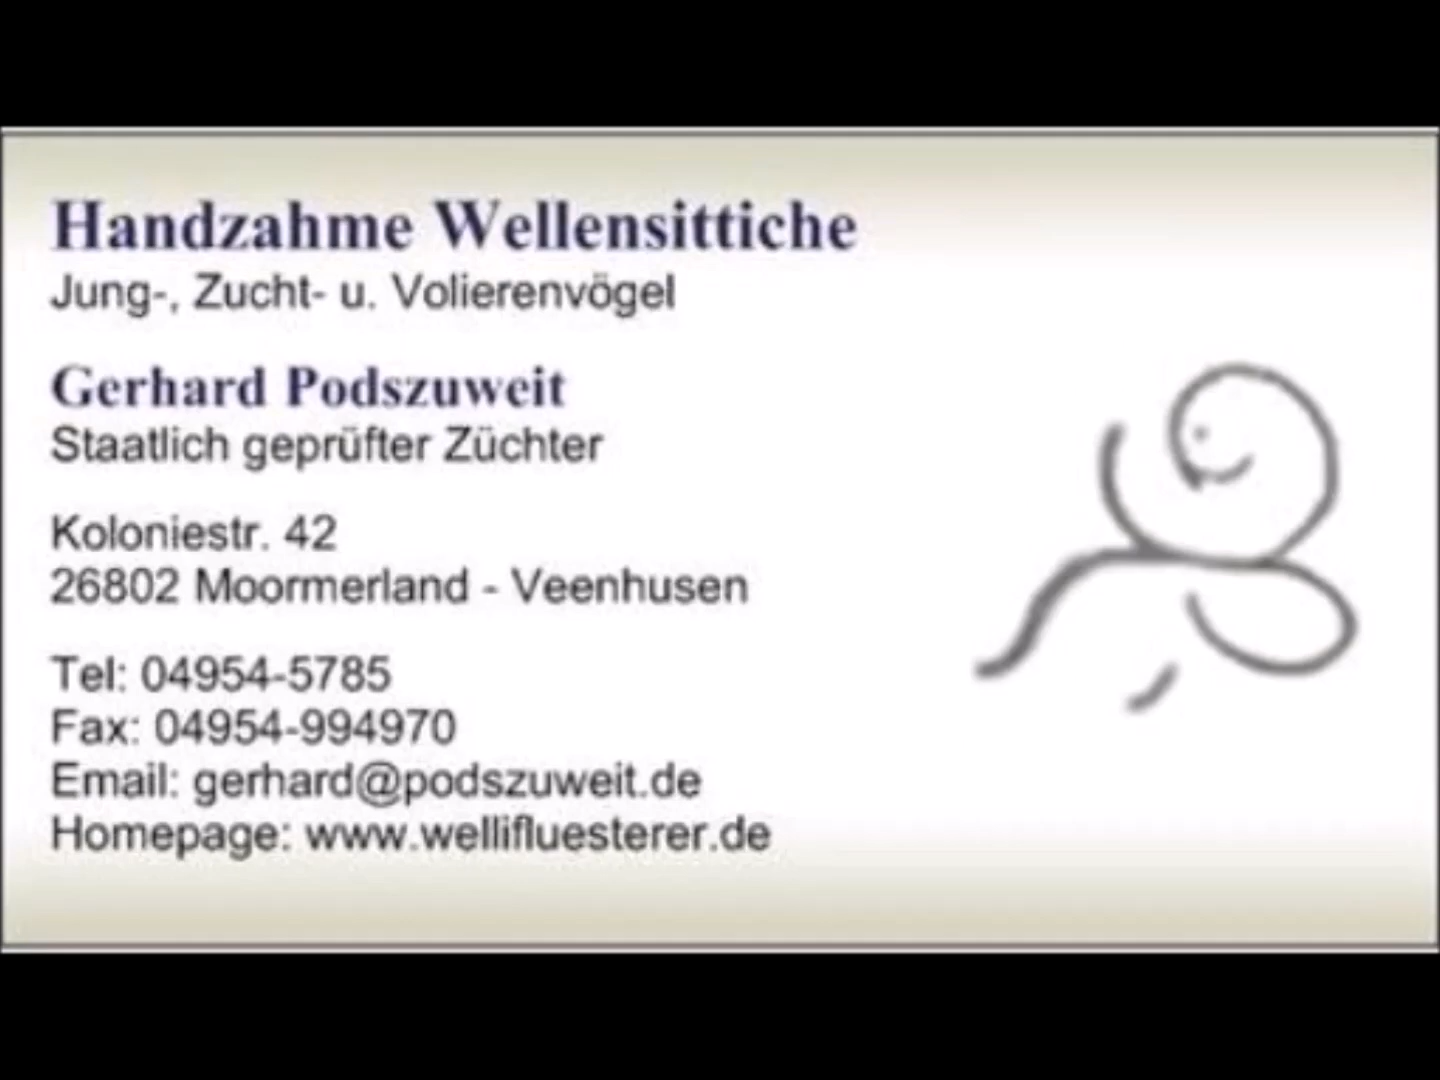 Handzahme Wellensittiche
Jung-, Zucht- u. Volierenvögel
Gerhard Podszuweit
Staatlich geprüfter Züchter
Koloniestr. 42
26802 Moormerland - Veenhusen
Tel: 04954-5785
Fax: 04954-994970
Email: gerhard@podszuweit.de
Homepage: www.wellifluesterer.de